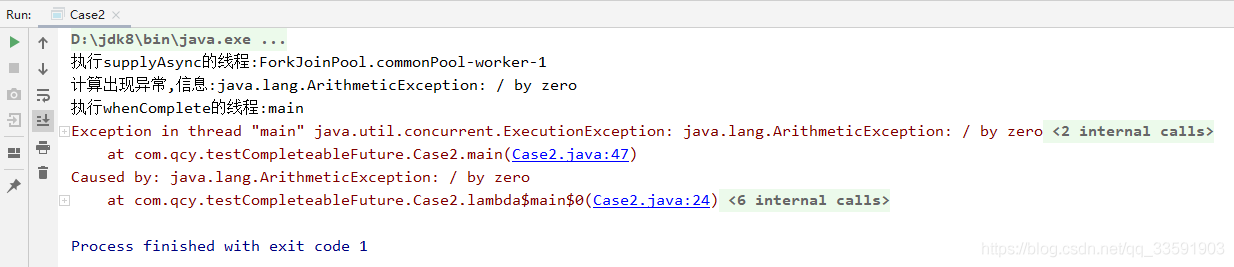 Run: Case2 ×
D:\jdk8\bin\java.exe ...
执行supplyAsync的线程:ForkJoinPool.commonPool-worker-1
计算出现异常,信息:java.lang.ArithmeticException: / by zero
执行whenComplete的线程:main
Exception in thread "main" java.util.concurrent.ExecutionException: java.lang.ArithmeticException: / by zero <2 internal calls>
at com.qcy.testCompleteableFuture.Case2.main(Case2.java:47)
Caused by: java.lang.ArithmeticException: / by zero
at com.qcy.testCompleteableFuture.Case2.lambda$main$0(Case2.java:24) <6 internal calls>
Process finished with exit code 1
https://blog.csdn.net/qq_33591903